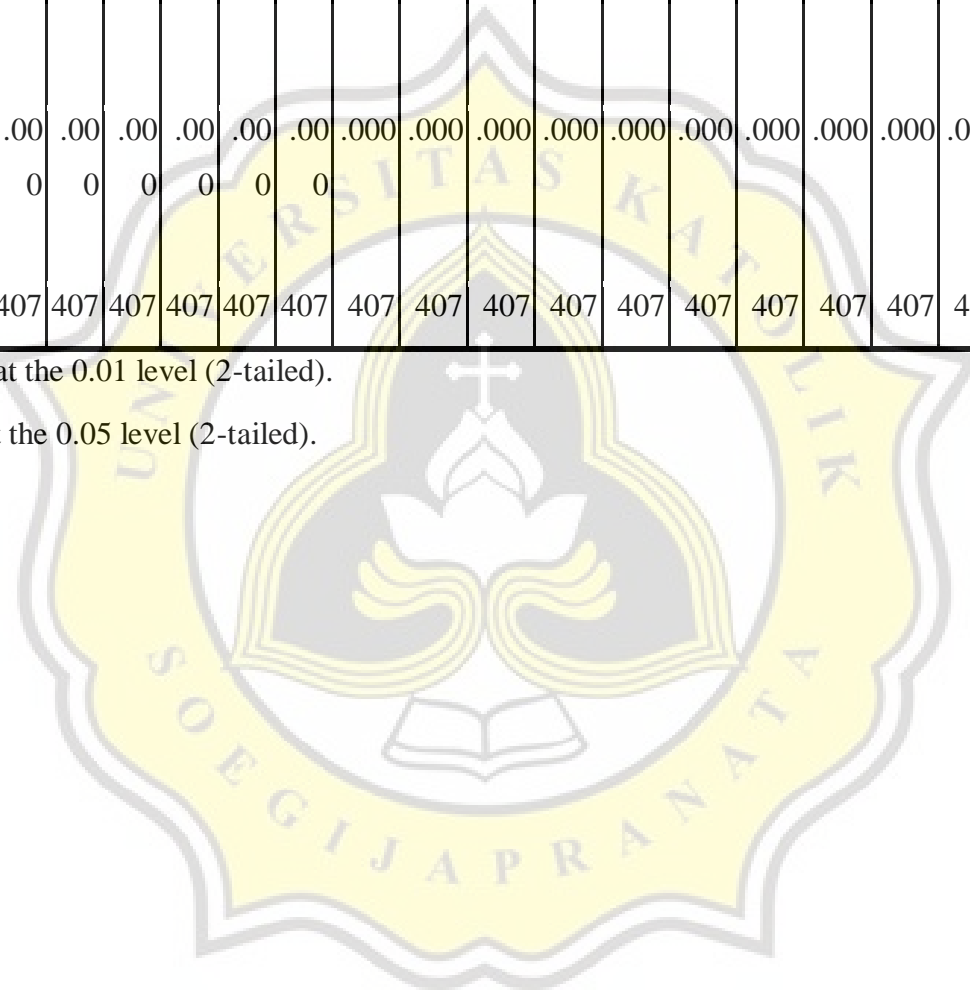 .00 .00 .00 .00 .00 .00 .000 .000 .000 .000 .000 .000 .000 .000 .000 .0
0 0 0 0 0 0
407 407 407 407 407 407 407 407 407 407 407 407 407 407 407 4
at the 0.01 level (2-tailed).
the 0.05 level (2-tailed).
UNIVERSITAS KATOLIK
SOEGIJAPRANATA